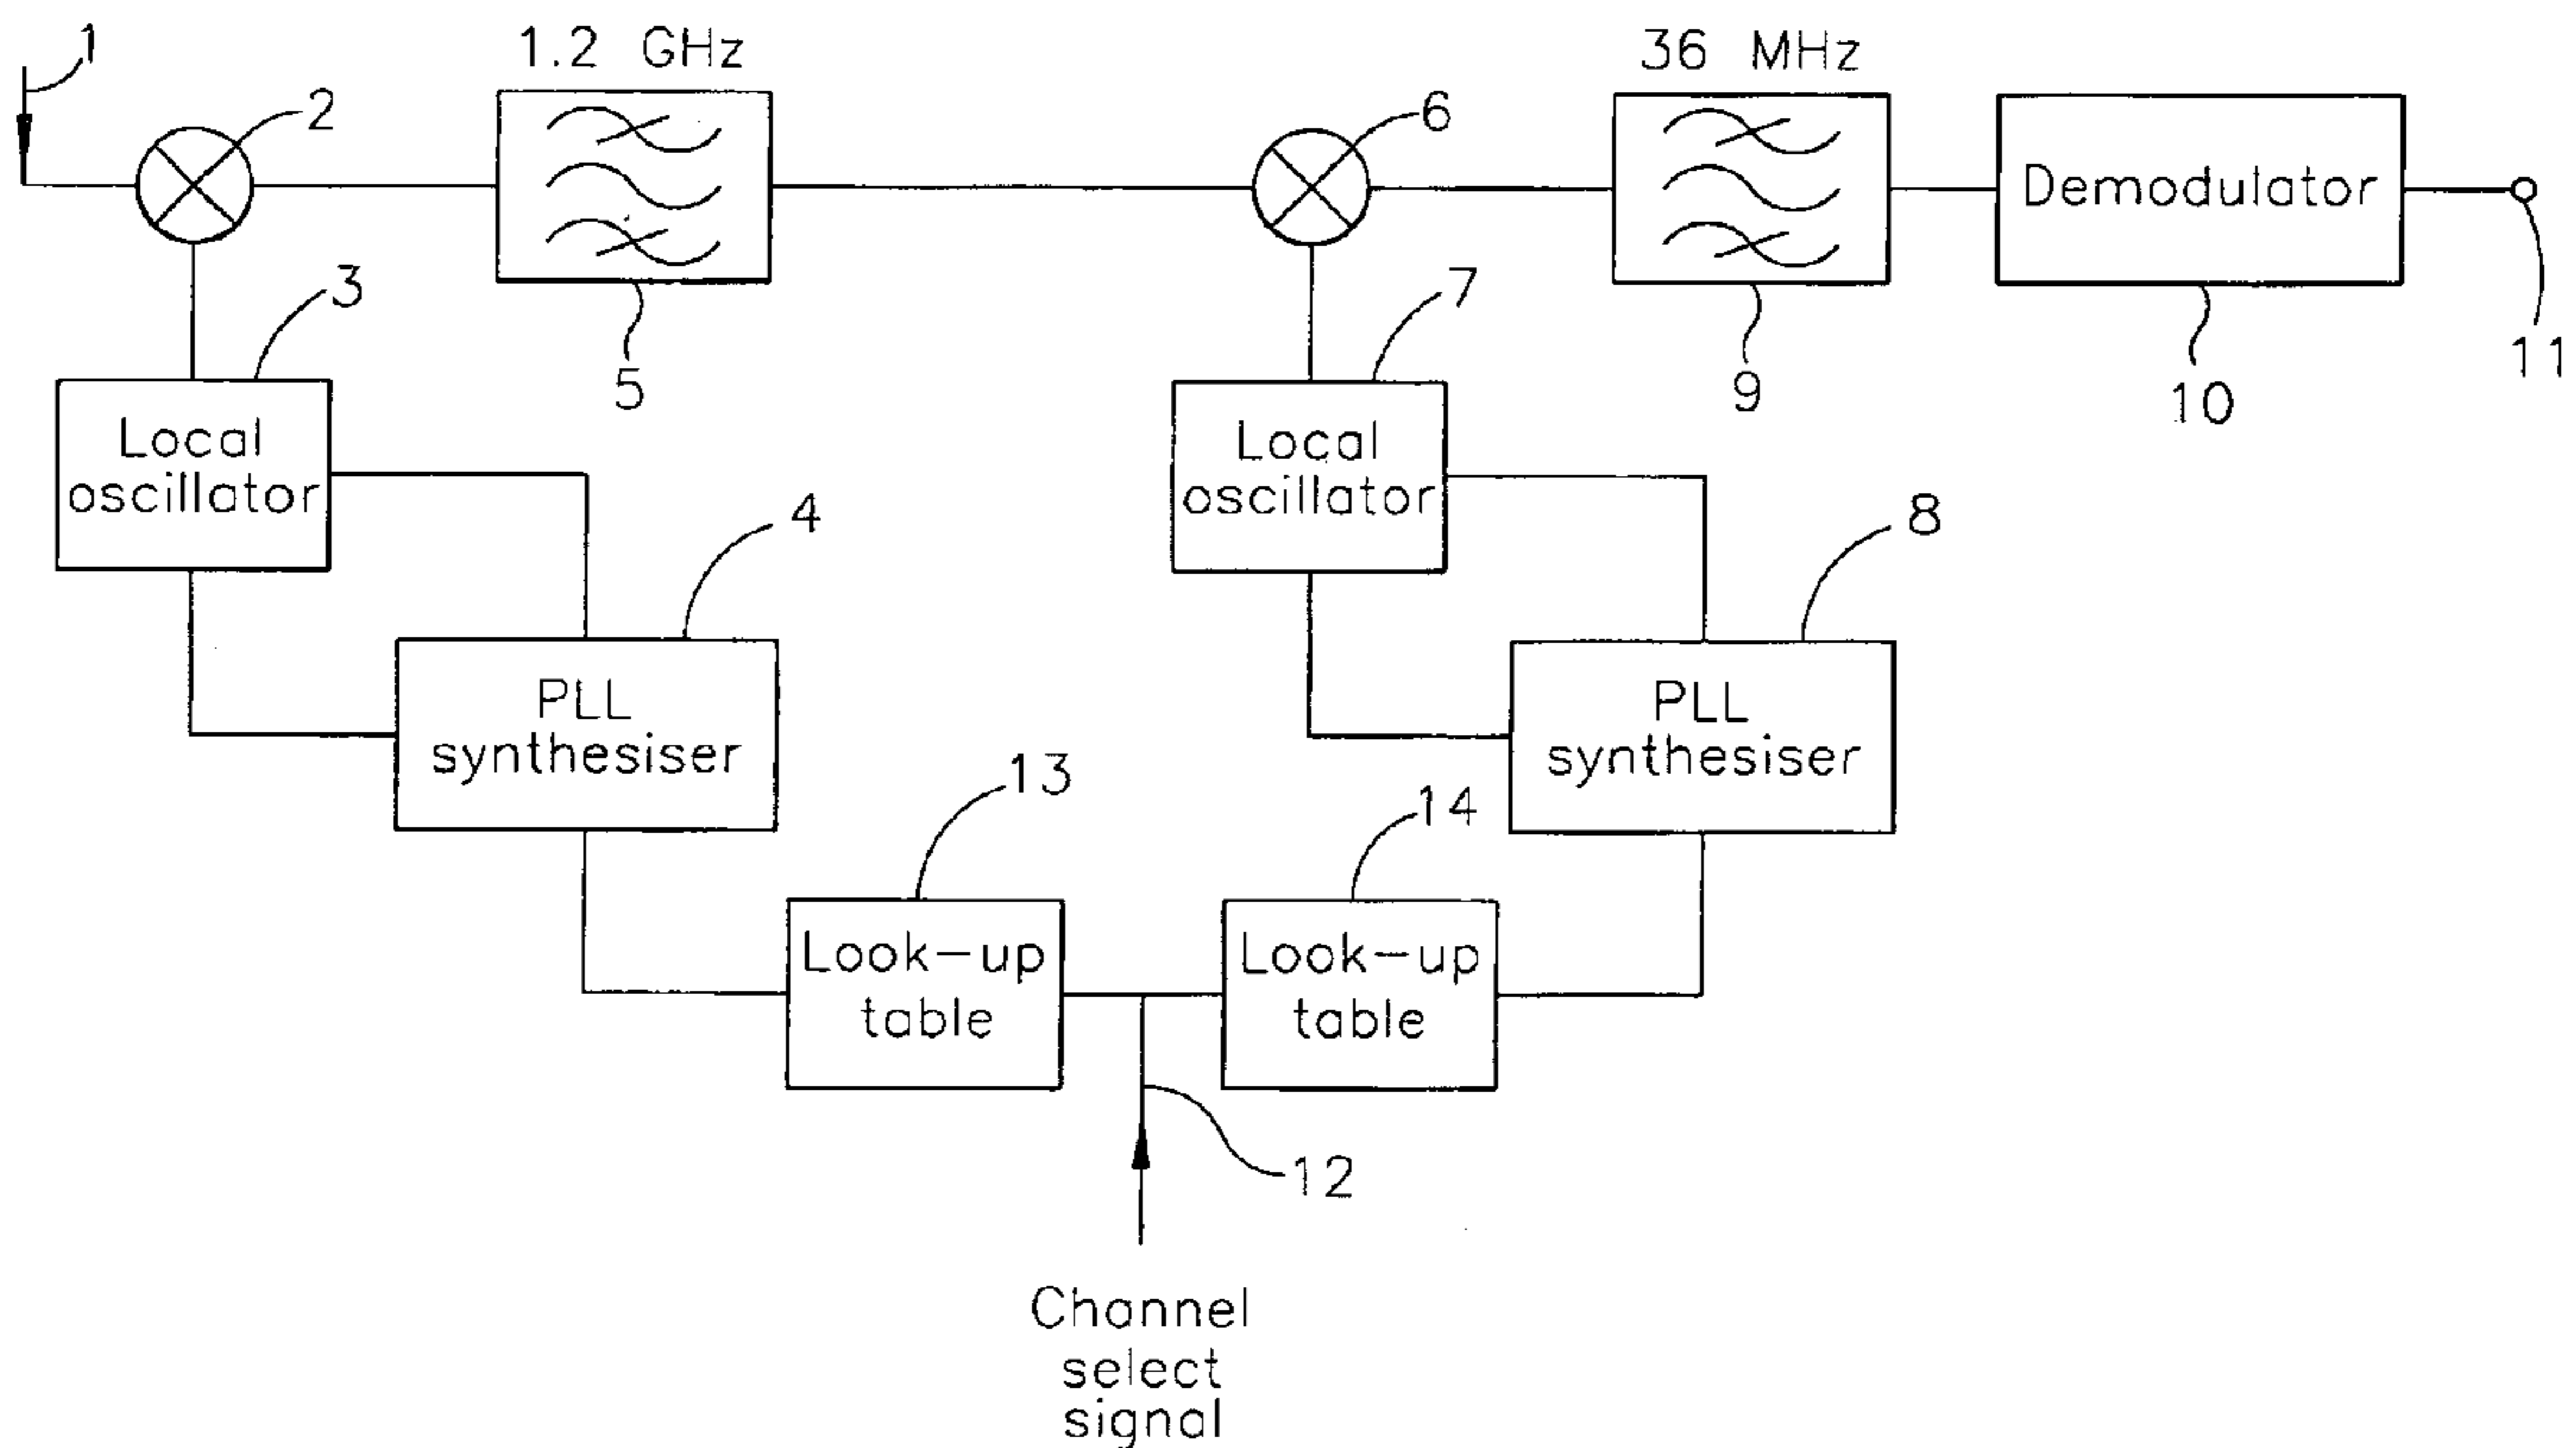 1
1.2 GHz
36 MHz
2
6
Demodulator
3
7
5
9
10
11
Local
oscillator
Local
oscillator
4
8
PLL
synthesiser
PLL
synthesiser
13
14
Look-up
table
Look-up
table
12
Channel
select
signal